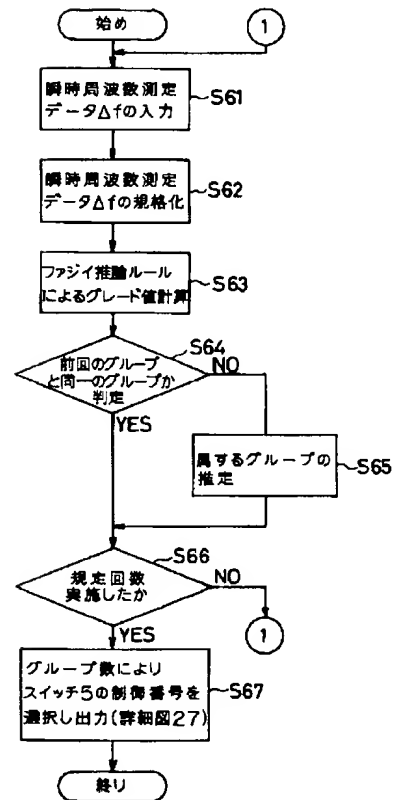 始め
1
瞬時周波数測定
データΔfの入力
S61
瞬時周波数測定
データΔfの規格化
S62
ファジィ推論ルール
によるグレード値計算
S63
前回のグループ
と同一のグループか
判定
S64
NO
YES
属するグループの
推定
S65
規定回数
実施したか
S66
NO
YES
1
グループ数により
スイッチ5の制御番号を
選択し出力(詳細図27)
S67
終り